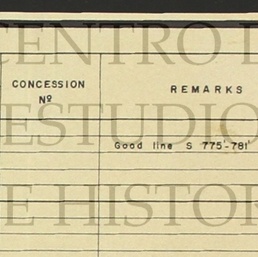 CENTRO D
CONCESSION
Nº
REMARKS
ESTUDIO
Good line S 775'-781'
E HISTOR